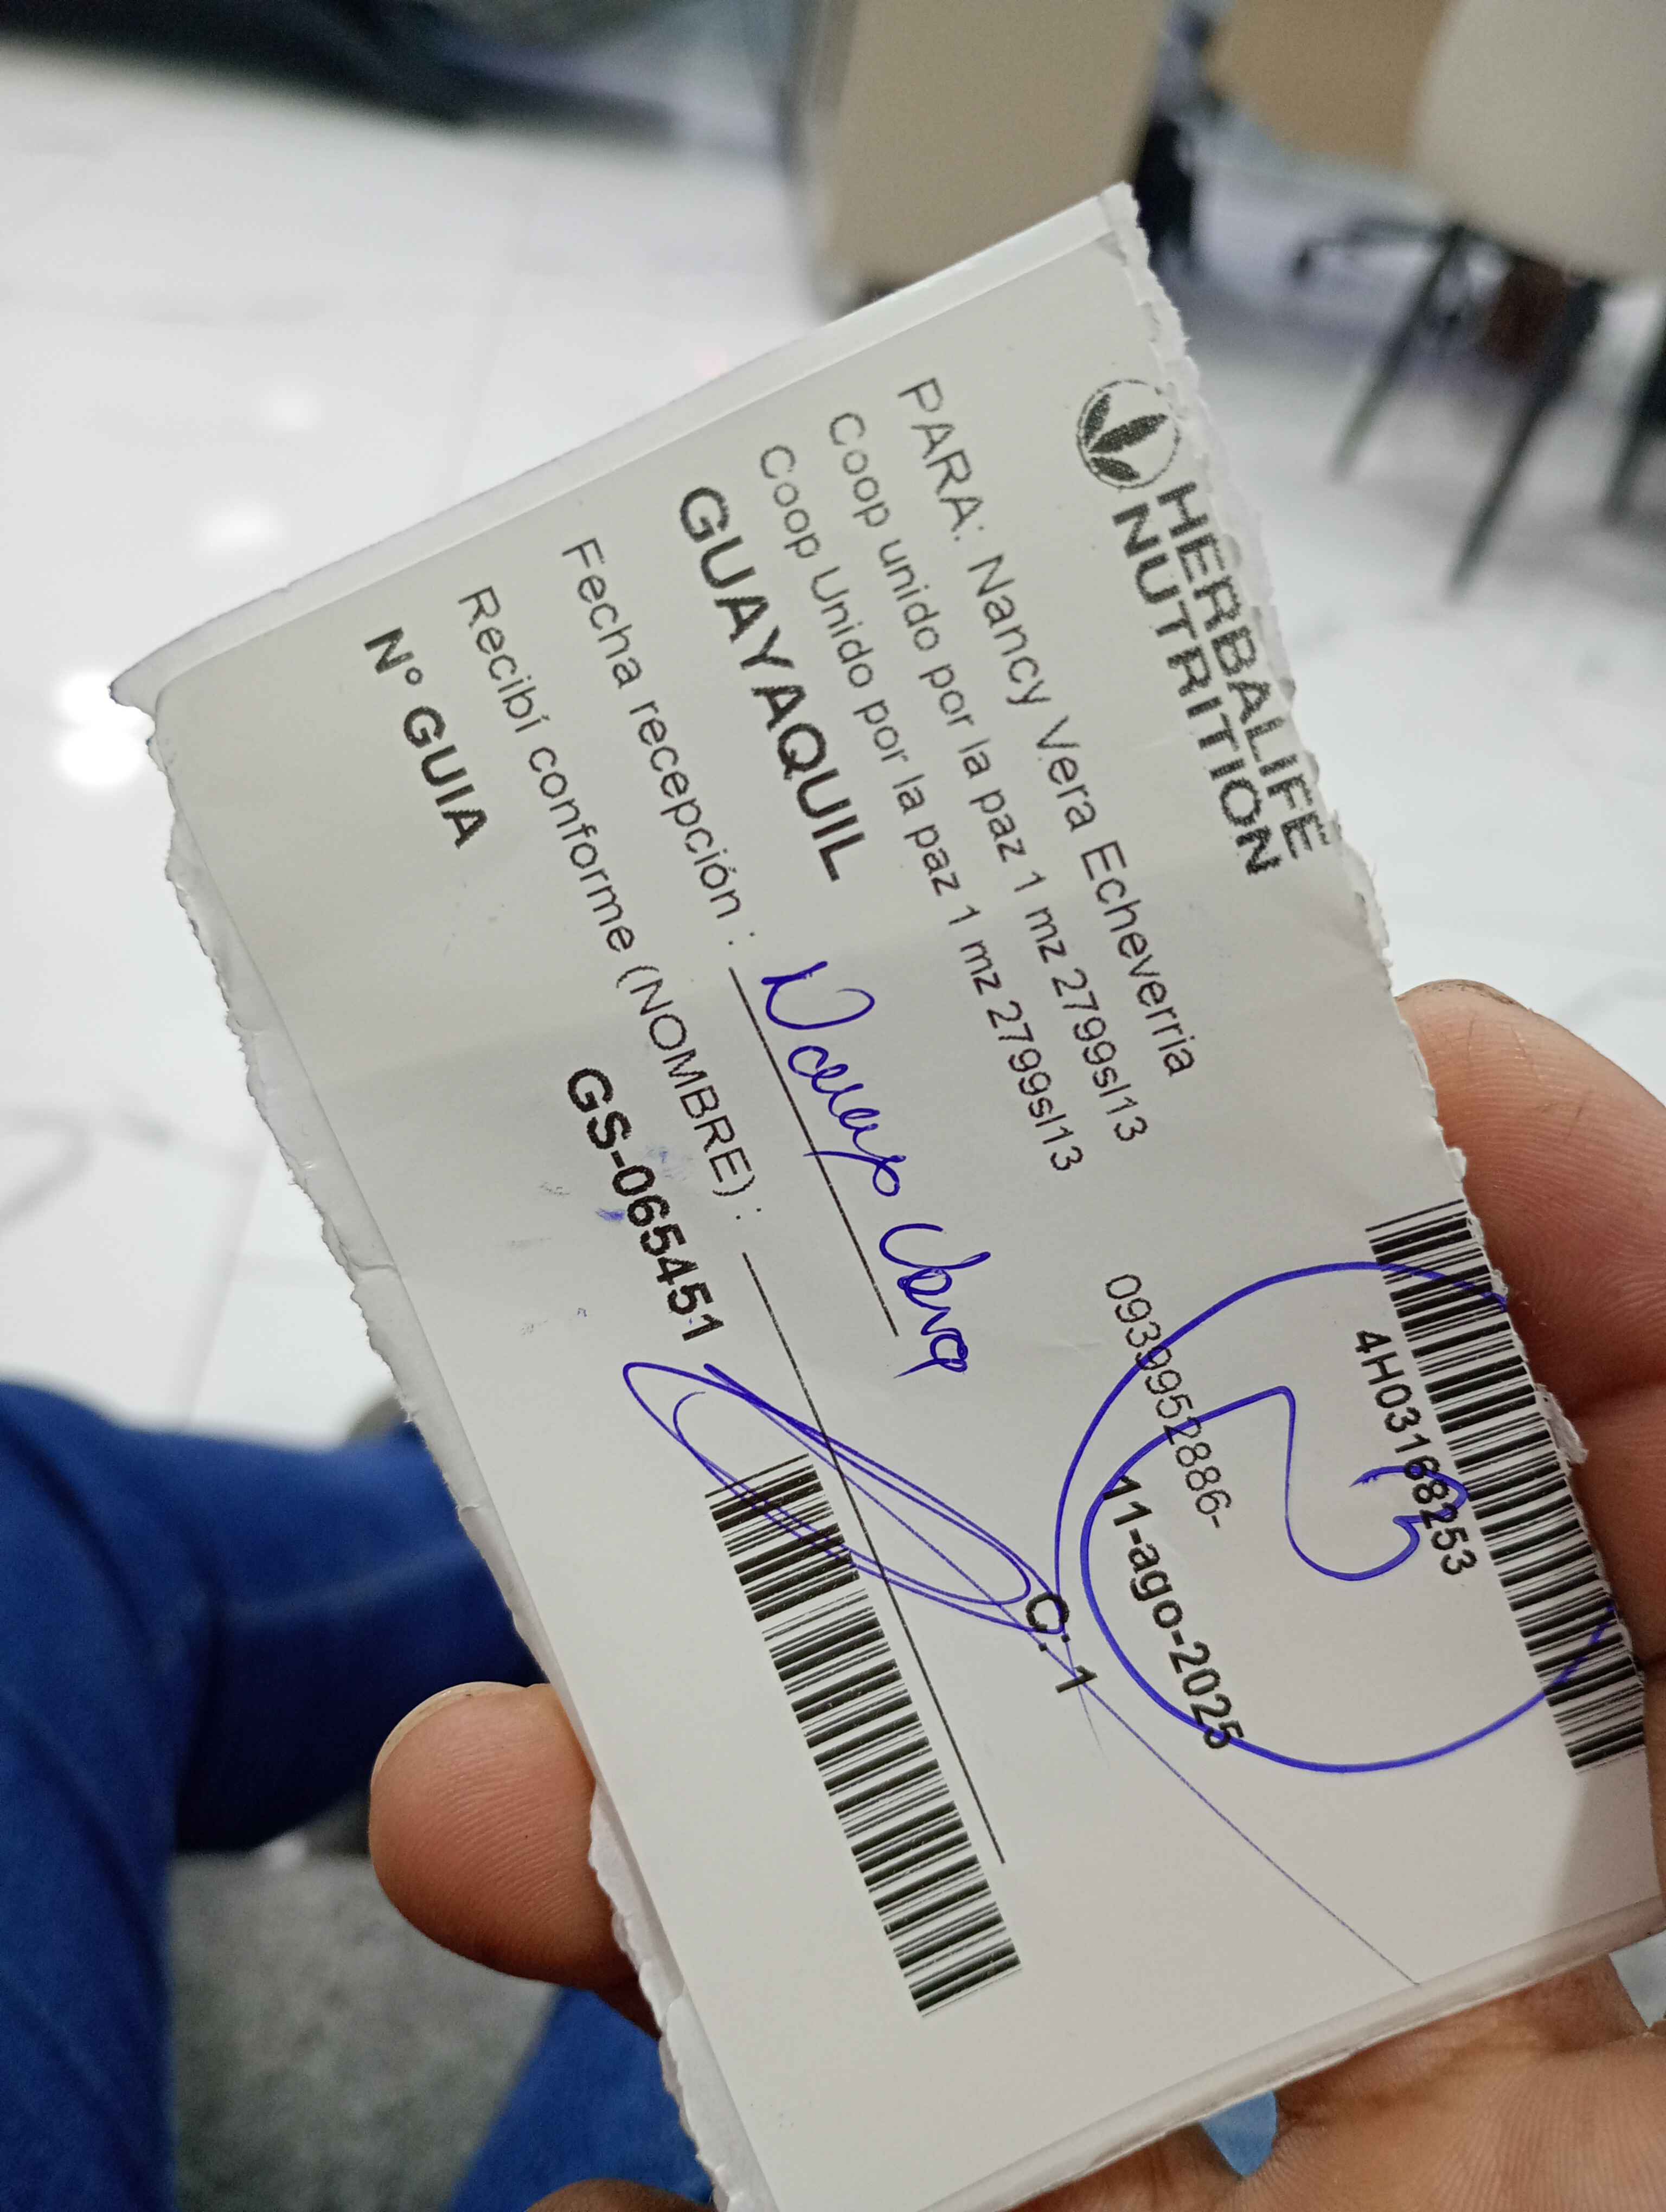 HERBALIFE
NUTRITION
4H03168253
PARA: Nancy Vera Echeverria
Coop unido por la paz 1 mz 2799sl13
0939952886-
Coop Unido por la paz 1 mz 2799sl13
11-ago-2025
GUAYAQUIL
Fecha recepción :
Nancy Vera
C. 1
Recibí conforme (NOMBRE) :
Nº GUIA
GS-065451